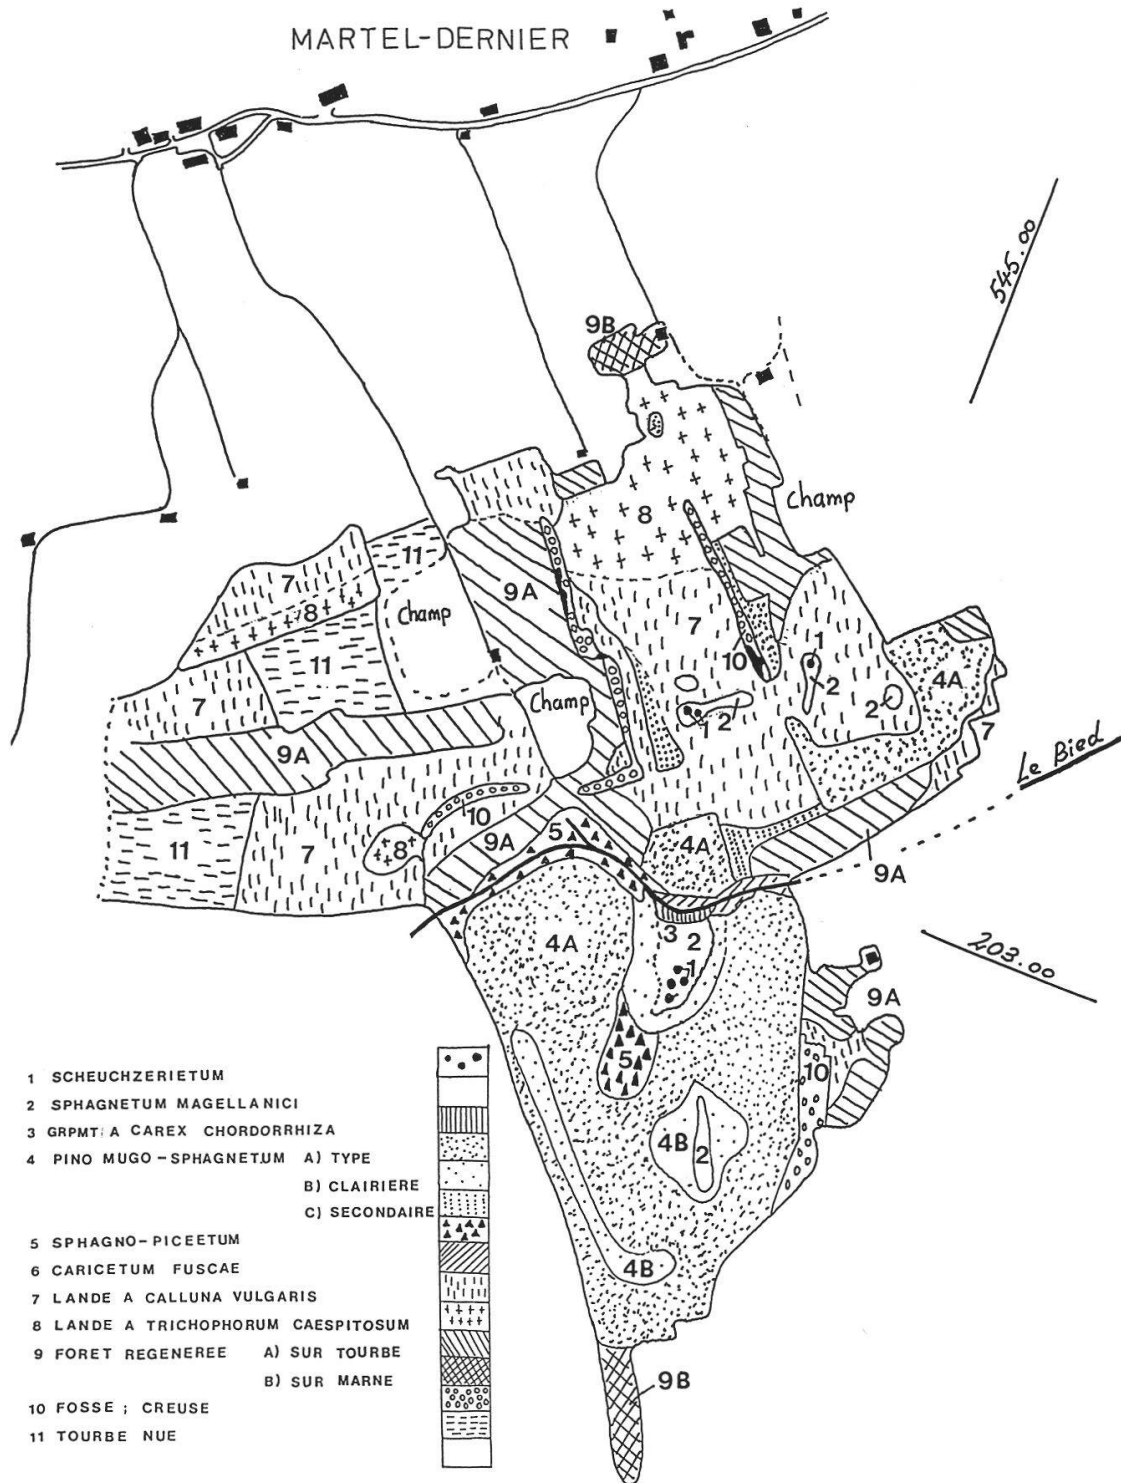 MARTEL-DERNIER
545.00
9B
Champ
8
11
7
8
9A
Champ
7
1
10
11
2
4A
7
Champ
1
2
2
7
9A
Le Bied
10
5
4A
11
7
8
9A
9A
3
2
4A
203.00
1
9A
5
10
4B
2
4B
9B
1 SCHEUCHZERIETUM
2 SPHAGNETUM MAGELLANICI
3 GRPMT A CAREX CHORDORRHIZA
4 PINO MUGO-SPHAGNETUM A) TYPE
B) CLAIRIERE
C) SECONDAIRE
5 SPHAGNO-PICEETUM
6 CARICETUM FUSCAE
7 LANDE A CALLUNA VULGARIS
8 LANDE A TRICHOPHORUM CAESPITOSUM
9 FORET REGENEREE A) SUR TOURBE
B) SUR MARNE
10 FOSSE ; CREUSE
11 TOURBE NUE